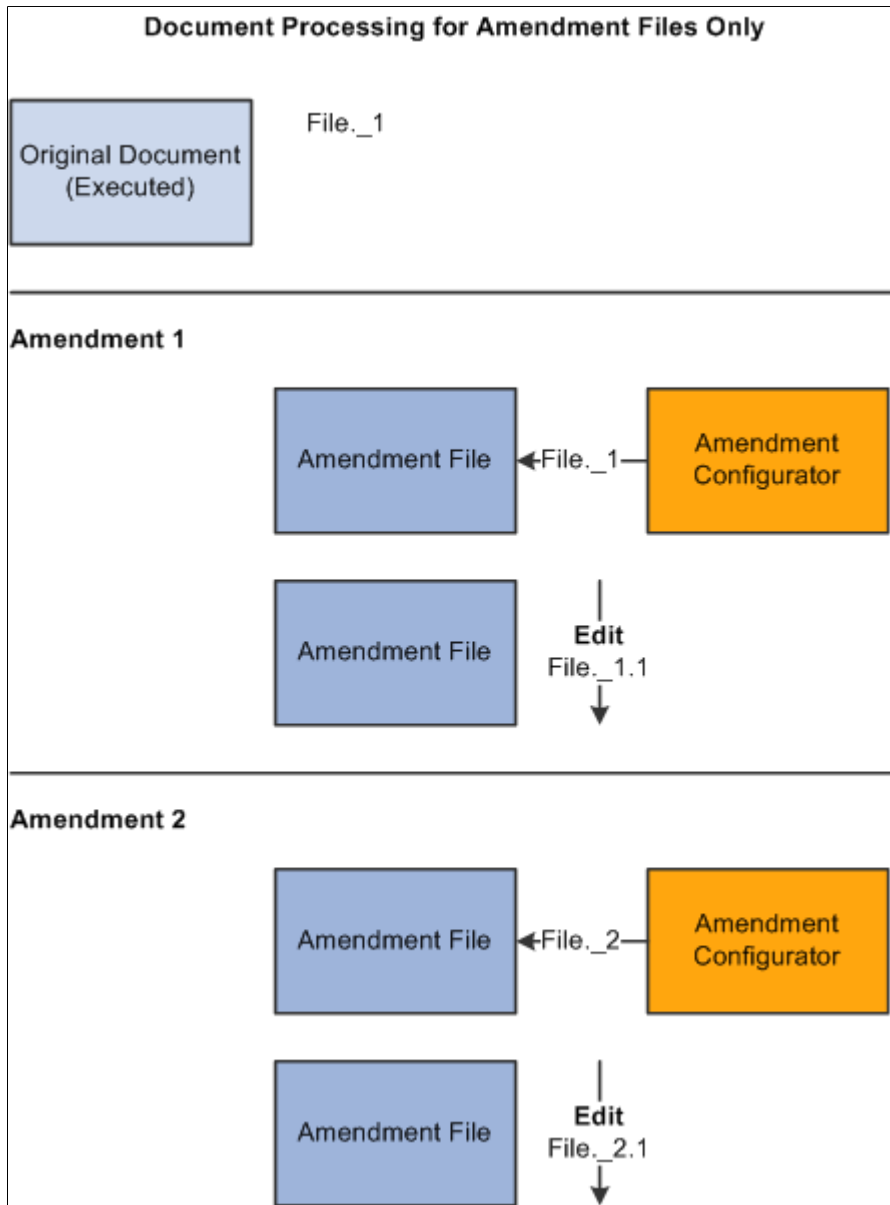 Document Processing for Amendment Files Only
Original Document
(Executed)
File._1
Amendment 1
Amendment File
File._1
Amendment
Configurator
Amendment File
Edit
File._1.1
Amendment 2
Amendment File
File._2
Amendment
Configurator
Amendment File
Edit
File._2.1